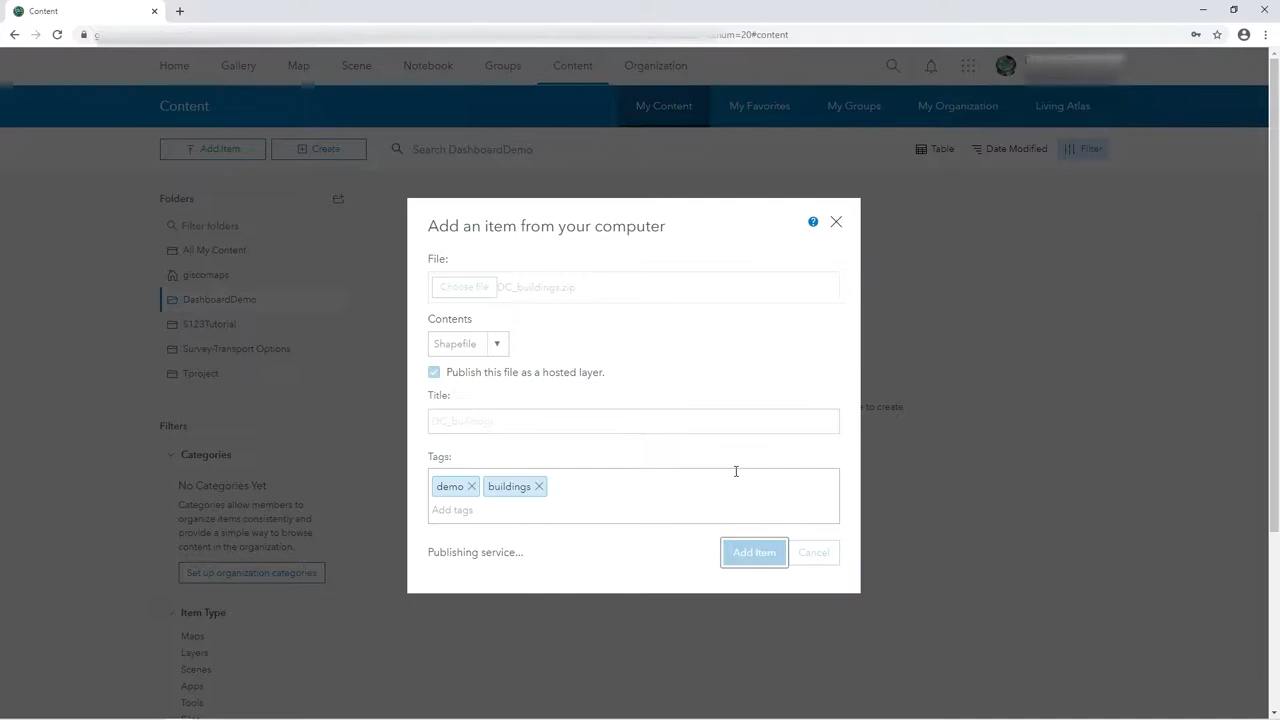 Content
num=20#content
Home Gallery Map Scene Notebook Groups Content Organization
Content My Content My Favorites My Groups My Organization Living Atlas
Add Item Create Search DashboardDemo Table Date Modified Filter
Folders
Filter folders
All My Content
giscomaps
DashboardDemo
S123Tutorial
Survey-Transport Options
Tproject
Filters
Categories
No Categories Yet
Categories allow members to
organize items consistently and
provide a simple way to browse
content in the organization.
Set up organization categories
Item Type
Maps
Layers
Scenes
Apps
Tools
Add an item from your computer
File:
Choose file DC_buildings.zip
Contents
Shapefile
Publish this file as a hosted layer.
Title:
DC_buildings
Tags:
demo buildings
Add tags
Publishing service...
Add Item Cancel
to create